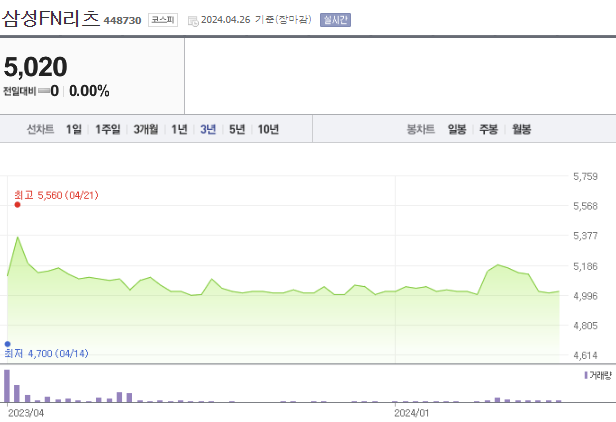 삼성FN리츠 448730 코스피 2024.04.26 기준(장마감) 실시간
5,020
전일대비 0 0.00%
선차트 1일 1주일 3개월 1년 3년 5년 10년 봉차트 일봉 주봉 월봉
5,759
최고 5,560 (04/21)
5,568
5,377
5,186
4,996
4,805
최저 4,700 (04/14)
4,614
거래량
2023/04 2024/01